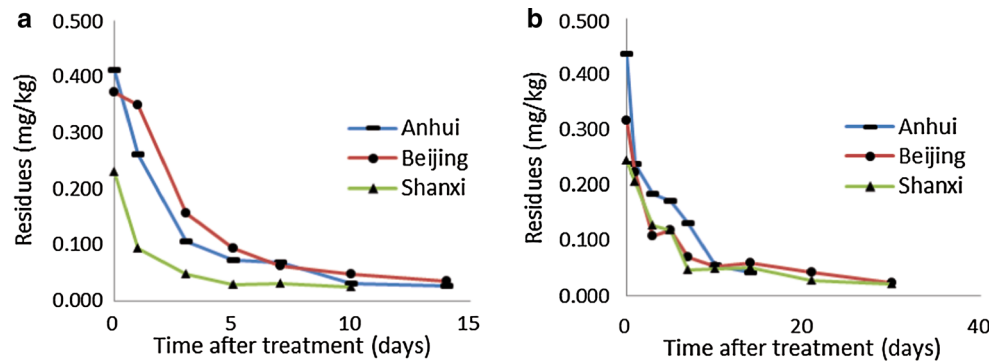 a
0.500
0.400
0.300
0.200
0.100
0.000
Residues (mg/kg)
Anhui
Beijing
Shanxi
0 5 10 15
Time after treatment (days)
b
0.500
0.400
0.300
0.200
0.100
0.000
Residues (mg/kg)
Anhui
Beijing
Shanxi
0 20 40
Time after treatment (days)